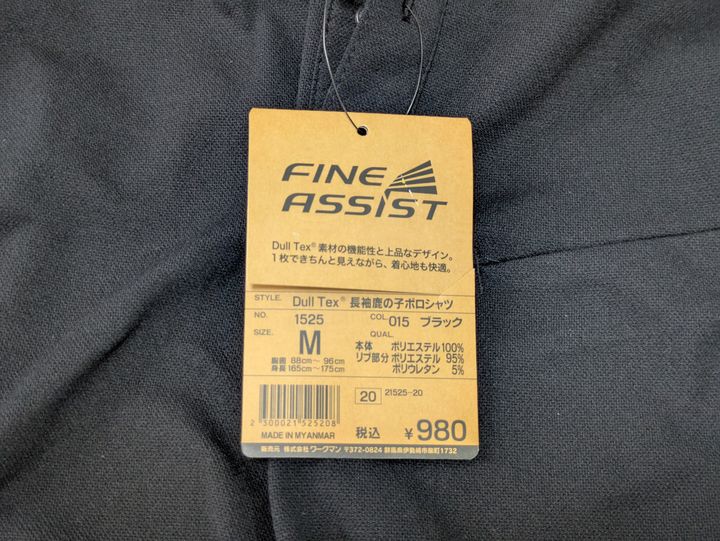 FINE
ASSIST
Dull Tex® 素材の機能性と上品なデザイン。
1枚できちんと見えながら、着心地も快適。
STYLE. Dull Tex® 長袖鹿の子ポロシャツ
NO. 1525 COL. 015 ブラック
SIZE. M QUAL.
本体 ポリエステル100%
胸囲 88cm〜96cm リブ部分 ポリエステル 95%
身長 165cm〜175cm ポリウレタン 5%
20 21525-20
2300021525208
MADE IN MYANMAR 税込 ¥980
販売元 株式会社ワークマン 〒372-0824 群馬県伊勢崎市柴町1732